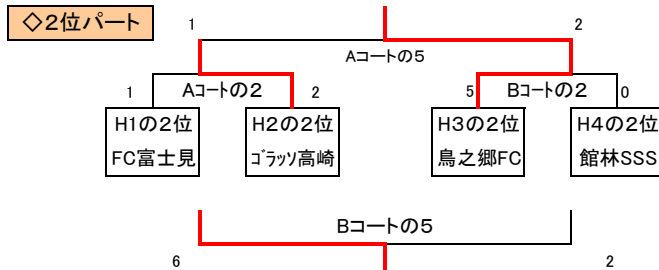 ◇2位パート
1 2
Aコートの5
1 Aコートの2 2 5 Bコートの2 0
H1の2位 H2の2位 H3の2位 H4の2位
FC富士見 ゴラッソ高崎 鳥之郷FC 館林SSS
Bコートの5
6 2